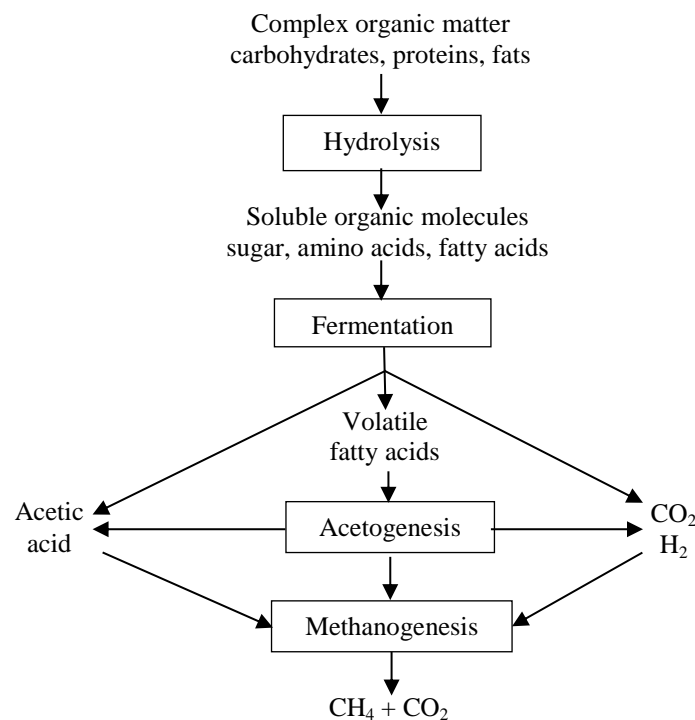 Complex organic matter
carbohydrates, proteins, fats
Hydrolysis
Soluble organic molecules
sugar, amino acids, fatty acids
Fermentation
Volatile
fatty acids
Acetic
acid
Acetogenesis
CO₂
H₂
Methanogenesis
CH₄ + CO₂